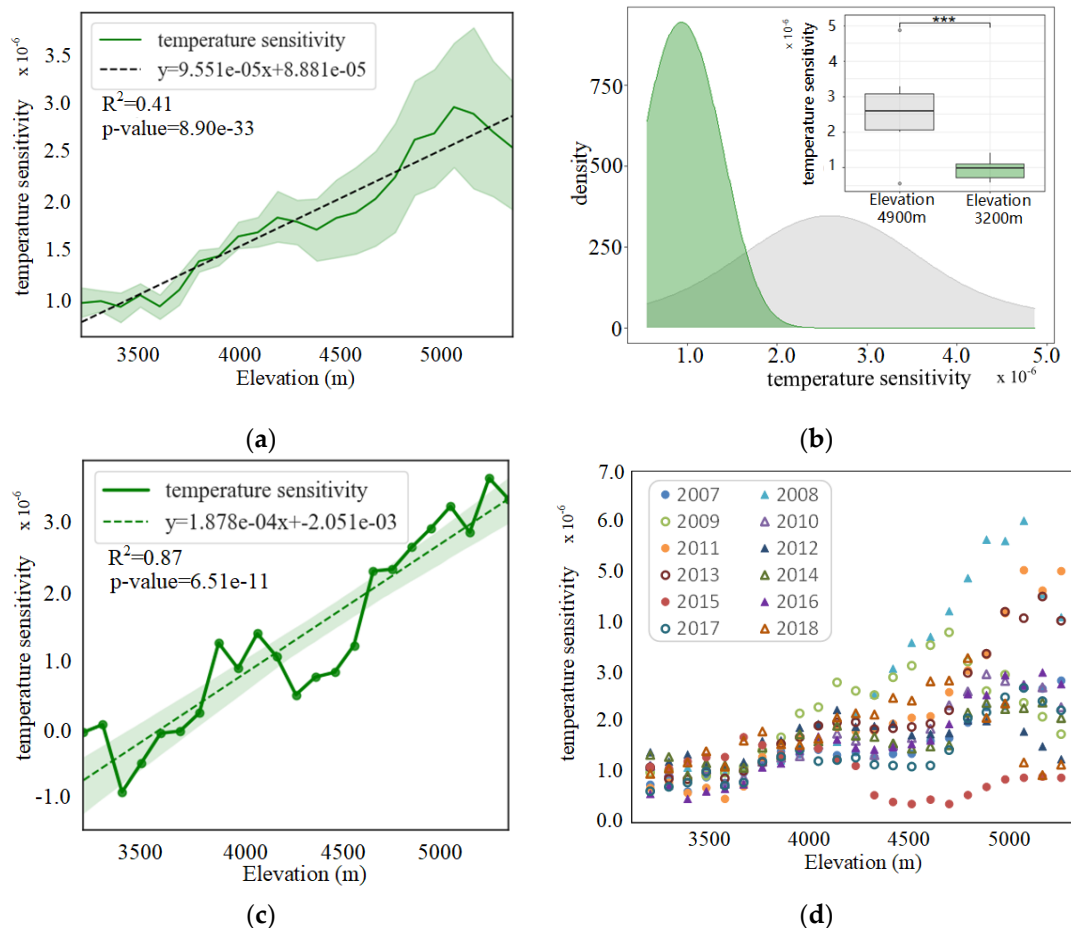 temperature sensitivity
y=9.551e-05x+8.881e-05
R²=0.41
p-value=8.90e-33
x 10⁻⁶
temperature sensitivity
3.5
3.0
2.5
2.0
1.5
1.0
3500 4000 4500 5000
Elevation (m)
(a)
density
750
500
250
0
1.0 2.0 3.0 4.0 5.0
temperature sensitivity x 10⁻⁶
x 10⁻⁶
temperature sensitivity
5
4
3
2
1
***
Elevation 4900m
Elevation 3200m
(b)
temperature sensitivity
y=1.878e-04x+-2.051e-03
R²=0.87
p-value=6.51e-11
x 10⁻⁶
temperature sensitivity
3.0
2.0
1.0
0.0
-1.0
3500 4000 4500 5000
Elevation (m)
(c)
x 10⁻⁶
temperature sensitivity
7.0
6.0
5.0
1.0
3.0
2.0
1.0
0.0
2007 2008
2009 2010
2011 2012
2013 2014
2015 2016
2017 2018
3500 4000 4500 5000
Elevation (m)
(d)